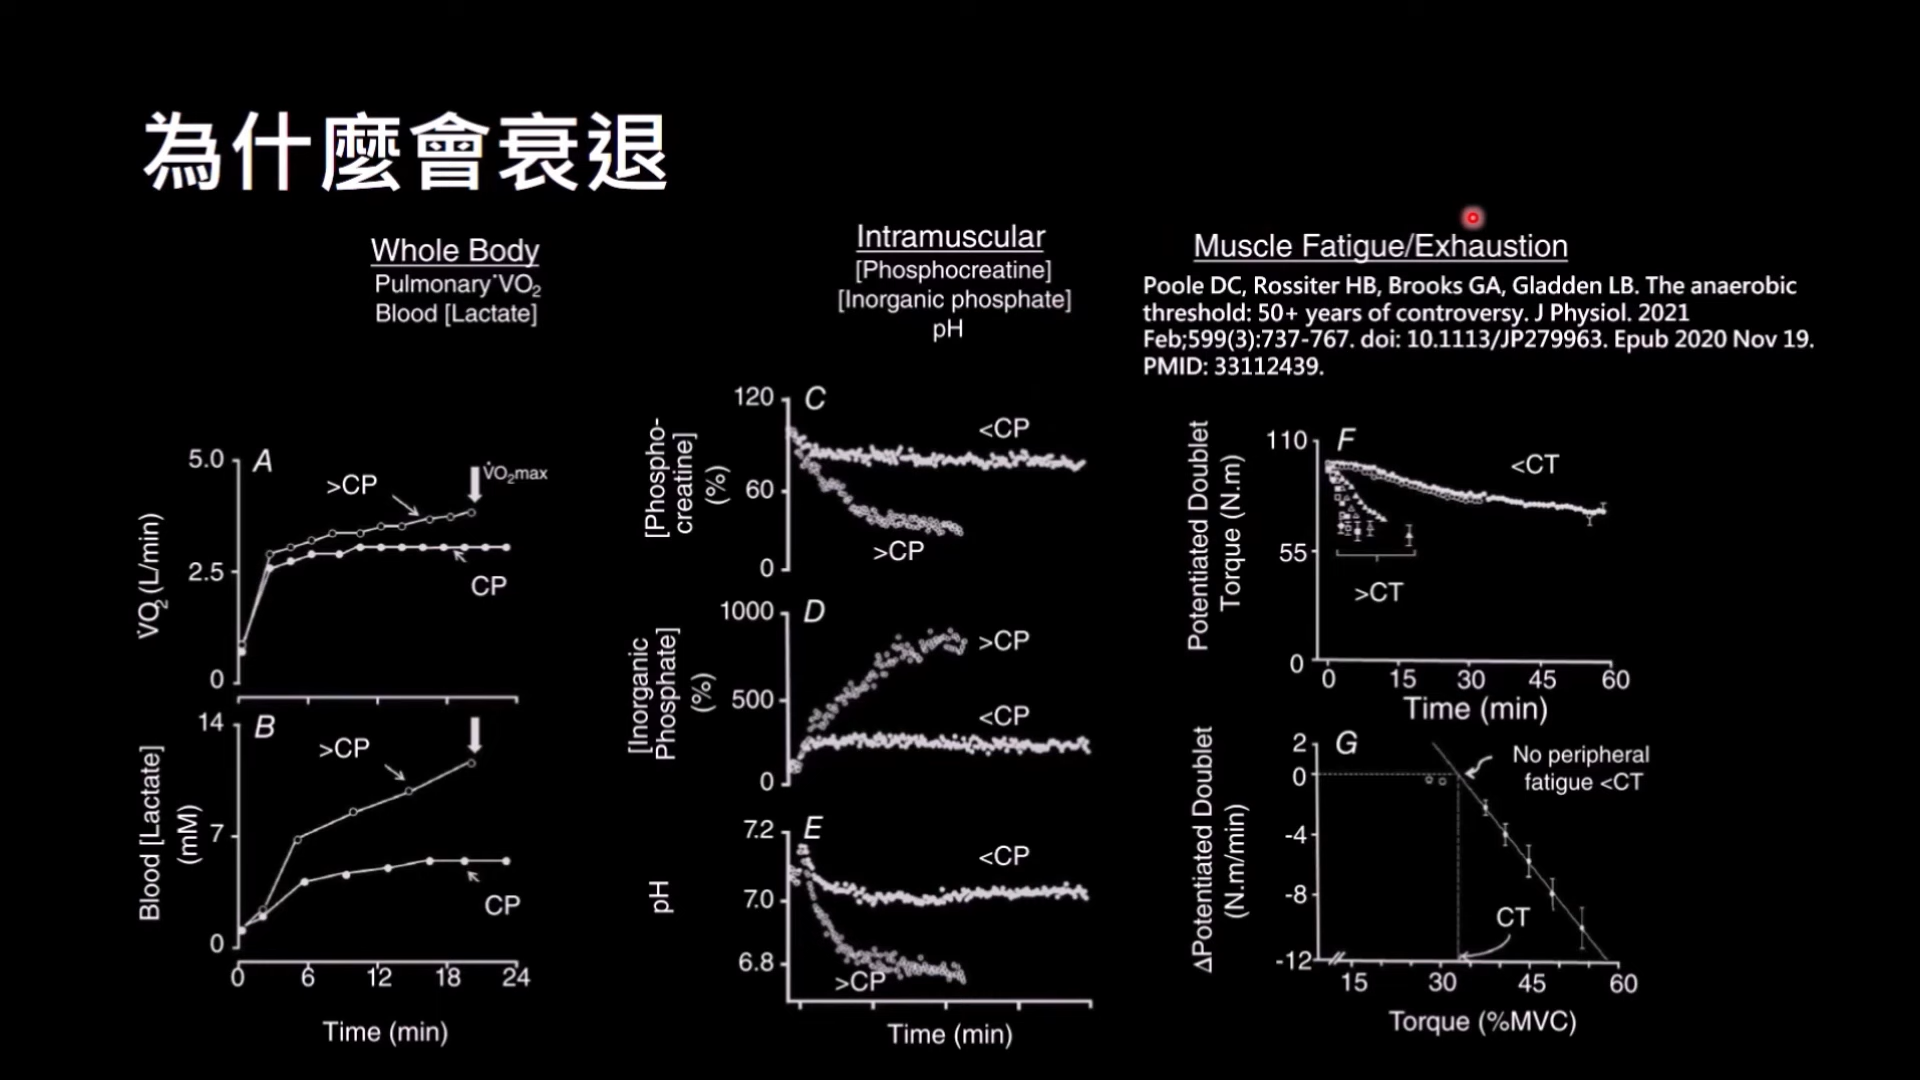 為什麼會衰退
Whole Body
Pulmonary V̇O₂
Blood [Lactate]
Intramuscular
[Phosphocreatine]
[Inorganic phosphate]
pH
Muscle Fatigue/Exhaustion
Poole DC, Rossiter HB, Brooks GA, Gladden LB. The anaerobic
threshold: 50+ years of controversy. J Physiol. 2021
Feb;599(3):737-767. doi: 10.1113/JP279963. Epub 2020 Nov 19.
PMID: 33112439.
A
V̇O₂ (L/min)
5.0
2.5
0
>CP
V̇O₂max
CP
B
Blood [Lactate]
(mM)
14
7
0
>CP
CP
0 6 12 18 24
Time (min)
C
[Phospho-
creatine]
(%)
120
60
0
<CP
>CP
D
[Inorganic
Phosphate]
(%)
1000
500
0
>CP
<CP
E
pH
7.2
7.0
6.8
<CP
>CP
Time (min)
F
Potentiated Doublet
Torque (N.m)
110
55
0
<CT
>CT
0 15 30 45 60
Time (min)
G
ΔPotentiated Doublet
(N.m/min)
2
0
-4
-8
-12
No peripheral
fatigue <CT
CT
15 30 45 60
Torque (%MVC)